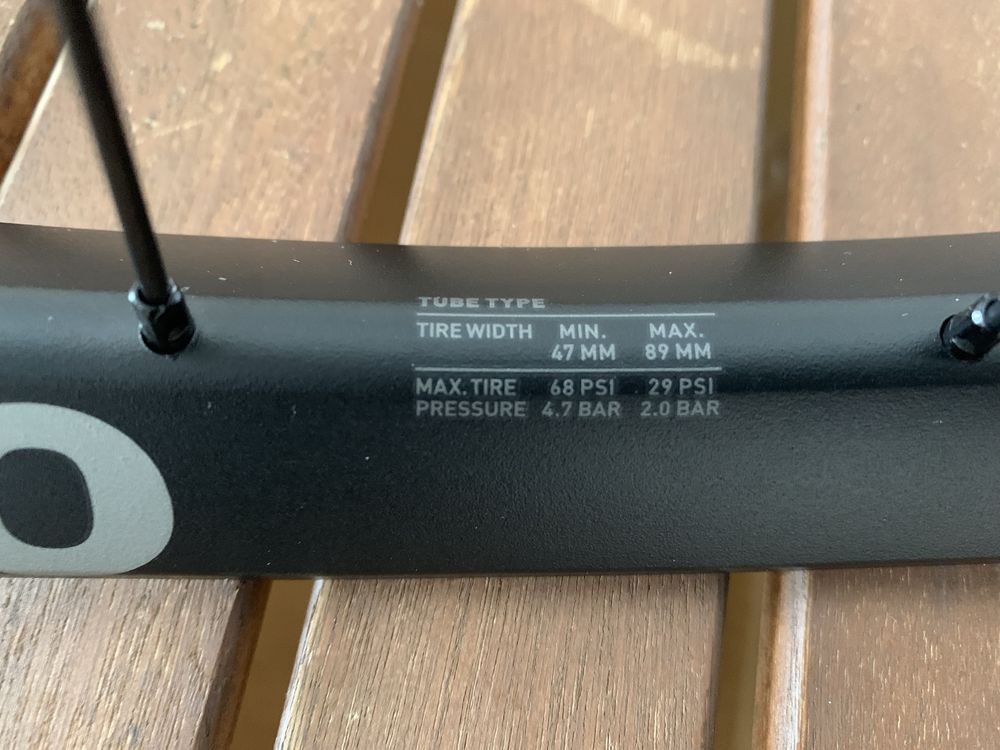 TUBE TYPE
TIRE WIDTH MIN. MAX.
47 MM 89 MM
MAX. TIRE 68 PSI 29 PSI
PRESSURE 4.7 BAR 2.0 BAR